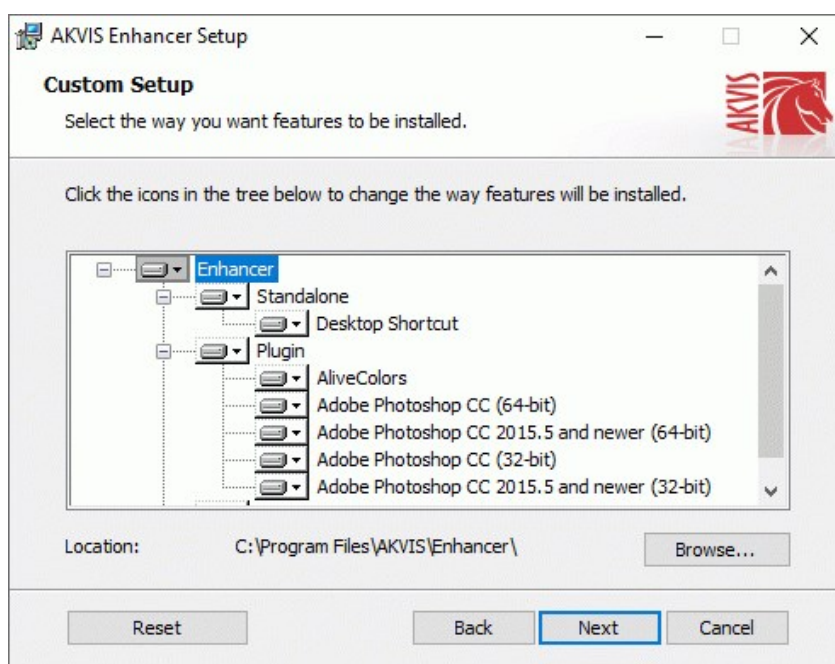 AKVIS Enhancer Setup
Custom Setup
Select the way you want features to be installed.
AKVIS
Click the icons in the tree below to change the way features will be installed.
Enhancer
Standalone
Desktop Shortcut
Plugin
AliveColors
Adobe Photoshop CC (64-bit)
Adobe Photoshop CC 2015.5 and newer (64-bit)
Adobe Photoshop CC (32-bit)
Adobe Photoshop CC 2015.5 and newer (32-bit)
Location: C:\Program Files\AKVIS\Enhancer\ Browse...
Reset Back Next Cancel